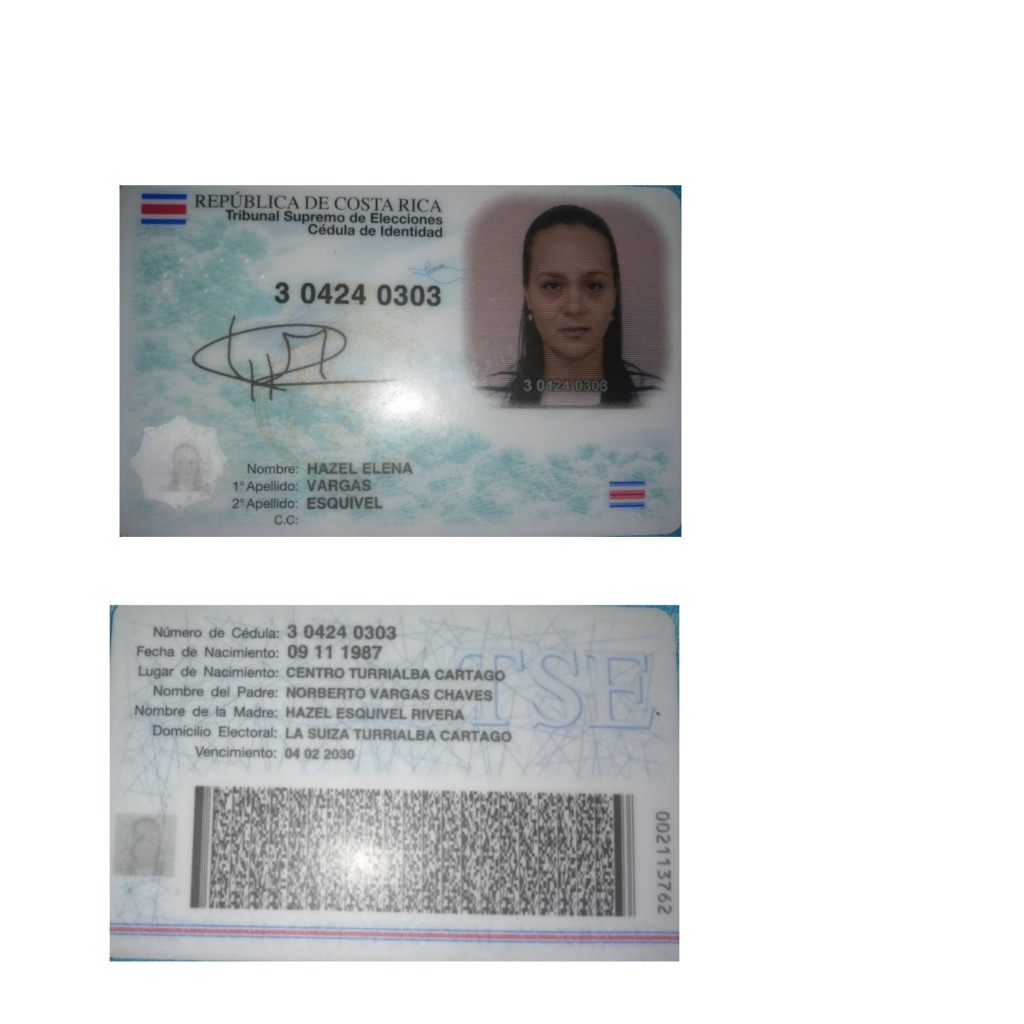 REPÚBLICA DE COSTA RICA
Tribunal Supremo de Elecciones
Cédula de Identidad
3 0424 0303
3 0424 0303
Nombre: HAZEL ELENA
1° Apellido: VARGAS
2° Apellido: ESQUIVEL
C.C:
Número de Cédula: 3 0424 0303
Fecha de Nacimiento: 09 11 1987
Lugar de Nacimiento: CENTRO TURRIALBA CARTAGO
Nombre del Padre: NORBERTO VARGAS CHAVES
Nombre de la Madre: HAZEL ESQUIVEL RIVERA
Domicilio Electoral: LA SUIZA TURRIALBA CARTAGO
Vencimiento: 04 02 2030
TSE
002113762